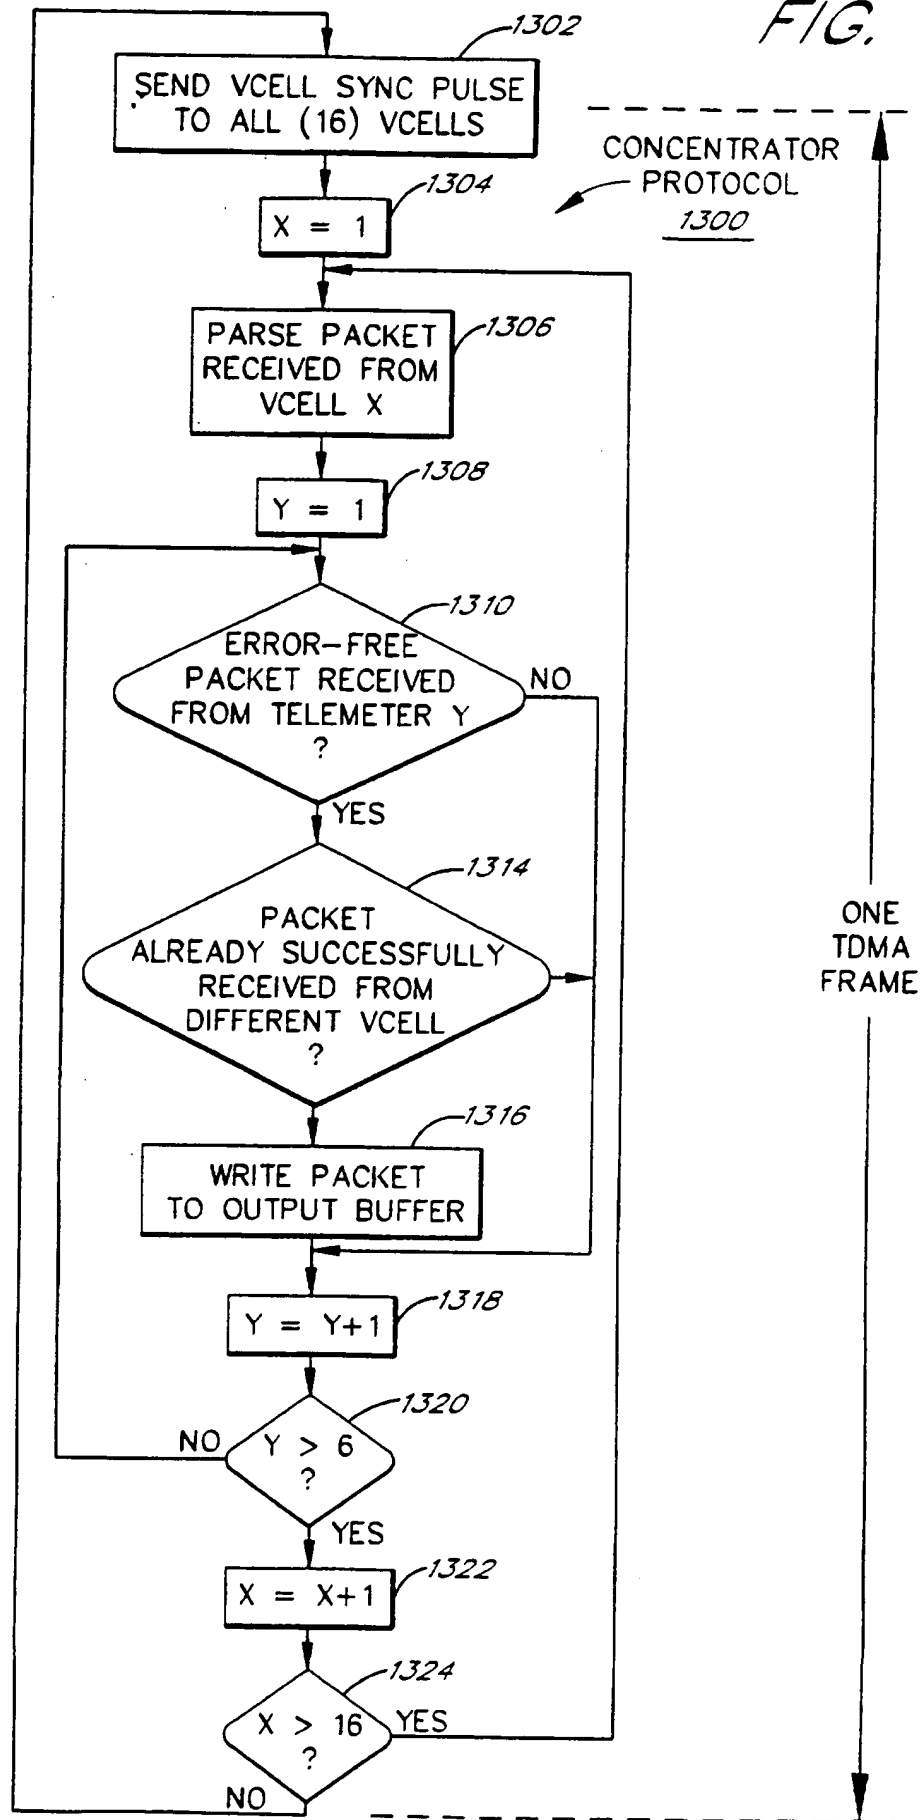 FIG.
1302
SEND VCELL SYNC PULSE
TO ALL (16) VCELLS
CONCENTRATOR
PROTOCOL
1300
1304
X = 1
1306
PARSE PACKET
RECEIVED FROM
VCELL X
1308
Y = 1
1310
ERROR-FREE
PACKET RECEIVED
FROM TELEMETER Y
?
NO
YES
1314
PACKET
ALREADY SUCCESSFULLY
RECEIVED FROM
DIFFERENT VCELL
?
ONE
TDMA
FRAME
1316
WRITE PACKET
TO OUTPUT BUFFER
1318
Y = Y+1
1320
NO
Y > 6
?
YES
1322
X = X+1
1324
X > 16
?
YES
NO